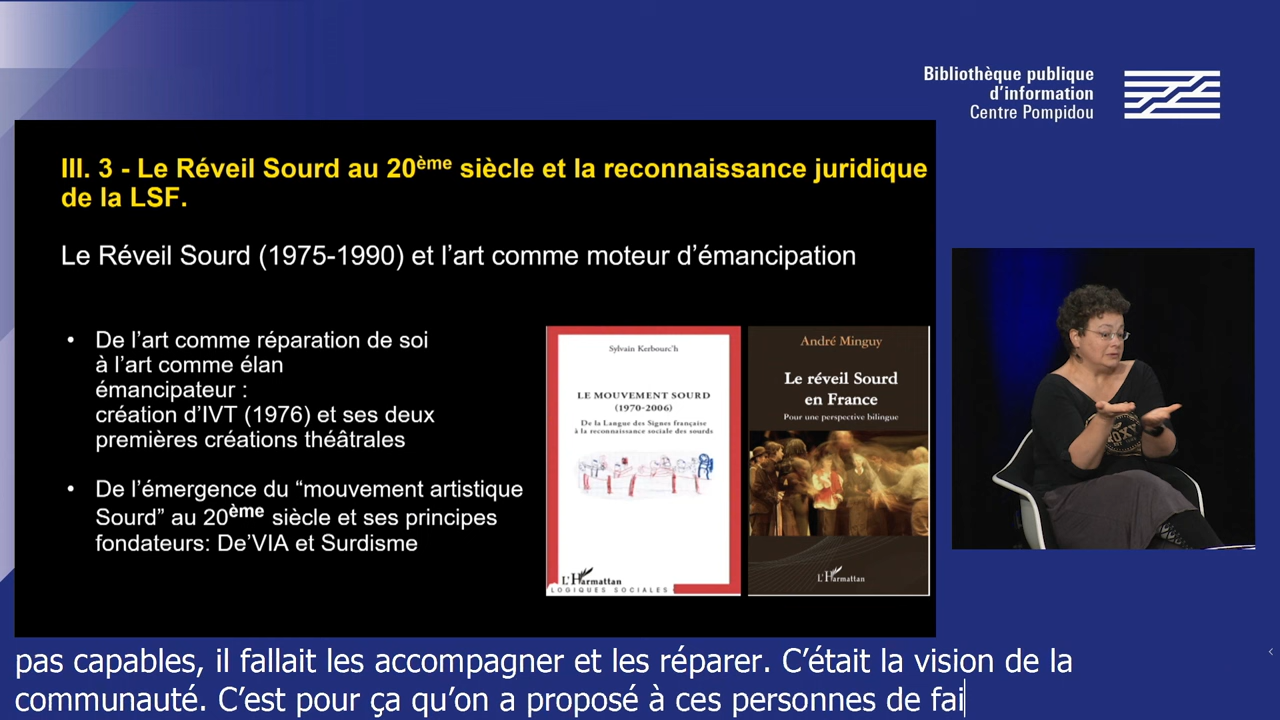 Bibliothèque publique
d’information
Centre Pompidou
III. 3 - Le Réveil Sourd au 20ème siècle et la reconnaissance juridique
de la LSF.
Le Réveil Sourd (1975-1990) et l’art comme moteur d’émancipation
• De l’art comme réparation de soi
à l’art comme élan
émancipateur :
création d’IVT (1976) et ses deux
premières créations théâtrales
• De l’émergence du “mouvement artistique
Sourd” au 20ème siècle et ses principes
fondateurs: De’VIA et Surdisme
Sylvain Kerbourc’h
LE MOUVEMENT SOURD
(1970-2006)
De la Langue des Signes française
à la reconnaissance sociale des sourds
L’Harmattan
LOGIQUES SOCIALES
André Minguy
Le réveil Sourd
en France
Pour une perspective bilingue
L’Harmattan
ROXY
pas capables, il fallait les accompagner et les réparer. C’était la vision de la
communauté. C’est pour ça qu’on a proposé à ces personnes de fai